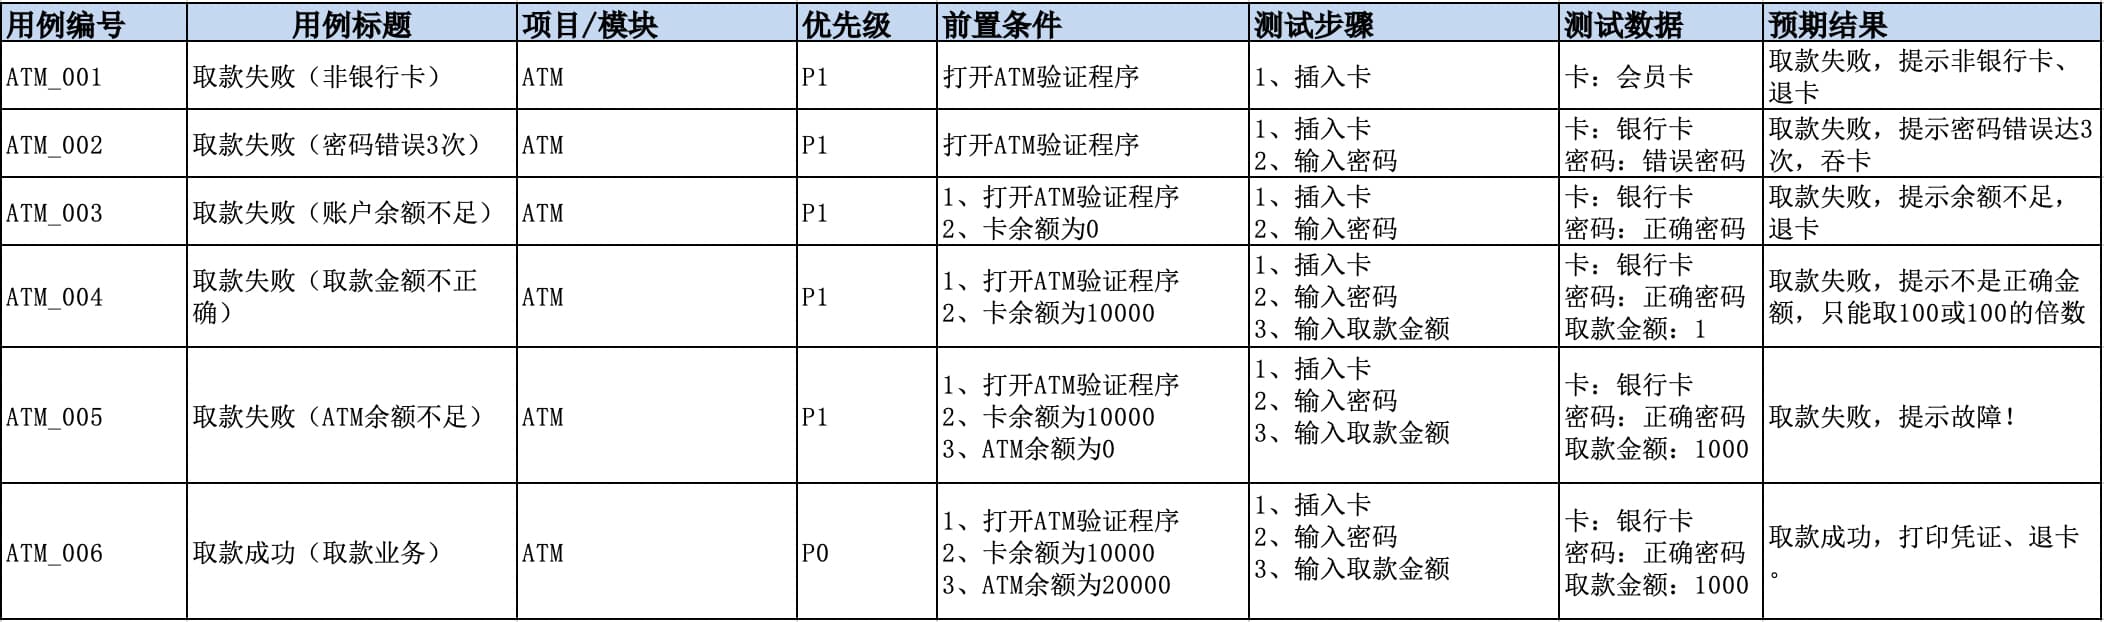 用例编号 用例标题 项目/模块 优先级 前置条件 测试步骤 测试数据 预期结果
ATM_001 取款失败（非银行卡） ATM P1 打开ATM验证程序 1、插入卡 卡：会员卡 取款失败，提示非银行卡、
退卡
ATM_002 取款失败（密码错误3次） ATM P1 打开ATM验证程序 1、插入卡
2、输入密码 卡：银行卡
密码：错误密码 取款失败，提示密码错误达3
次，吞卡
ATM_003 取款失败（账户余额不足） ATM P1 1、打开ATM验证程序
2、卡余额为0 1、插入卡
2、输入密码 卡：银行卡
密码：正确密码 取款失败，提示余额不足，
退卡
ATM_004 取款失败（取款金额不正
确） ATM P1 1、打开ATM验证程序
2、卡余额为10000 1、插入卡
2、输入密码
3、输入取款金额 卡：银行卡
密码：正确密码
取款金额：1 取款失败，提示不是正确金
额，只能取100或100的倍数
ATM_005 取款失败（ATM余额不足） ATM P1 1、打开ATM验证程序
2、卡余额为10000
3、ATM余额为0 1、插入卡
2、输入密码
3、输入取款金额 卡：银行卡
密码：正确密码
取款金额：1000 取款失败，提示故障！
ATM_006 取款成功（取款业务） ATM P0 1、打开ATM验证程序
2、卡余额为10000
3、ATM余额为20000 1、插入卡
2、输入密码
3、输入取款金额 卡：银行卡
密码：正确密码
取款金额：1000 取款成功，打印凭证、退卡
。